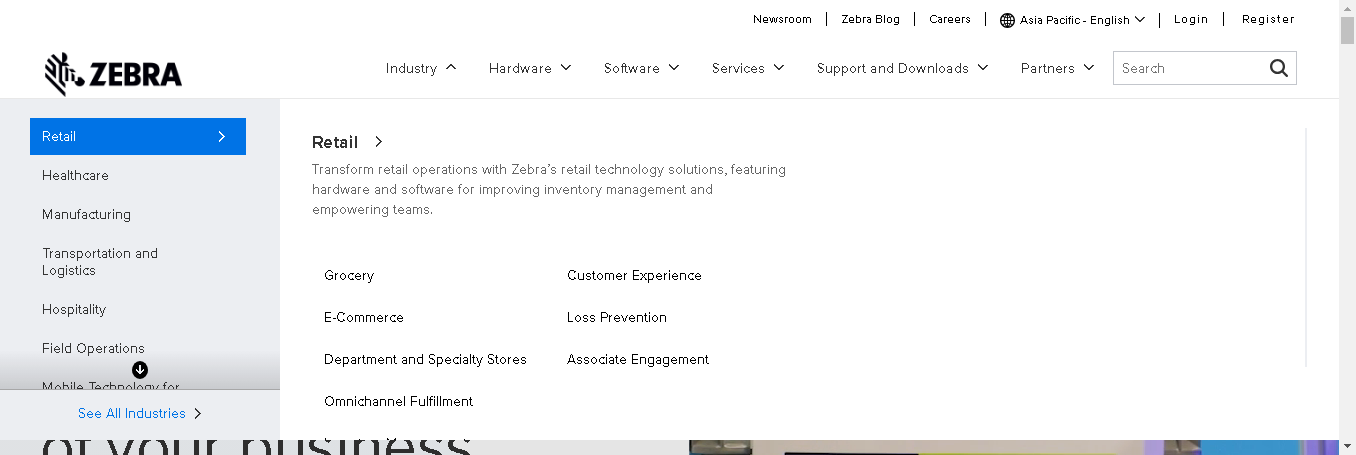 Newsroom
Zebra Blog
Careers
Asia Pacific - English
Login
Register
ZEBRA
Industry
Hardware
Software
Services
Support and Downloads
Partners
Search
Retail
Healthcare
Manufacturing
Transportation and
Logistics
Hospitality
Field Operations
Mobile Technology for
See All Industries
Retail
Transform retail operations with Zebra’s retail technology solutions, featuring
hardware and software for improving inventory management and
empowering teams.
Grocery
E-Commerce
Department and Specialty Stores
Omnichannel Fulfillment
Customer Experience
Loss Prevention
Associate Engagement
of your business